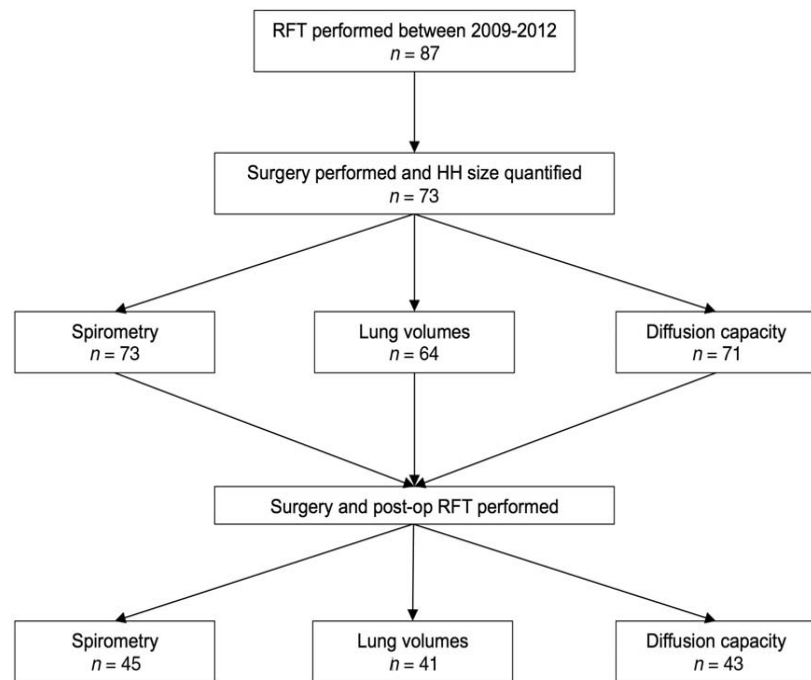 RFT performed between 2009-2012
n = 87
Surgery performed and HH size quantified
n = 73
Spirometry
n = 73
Lung volumes
n = 64
Diffusion capacity
n = 71
Surgery and post-op RFT performed
Spirometry
n = 45
Lung volumes
n = 41
Diffusion capacity
n = 43